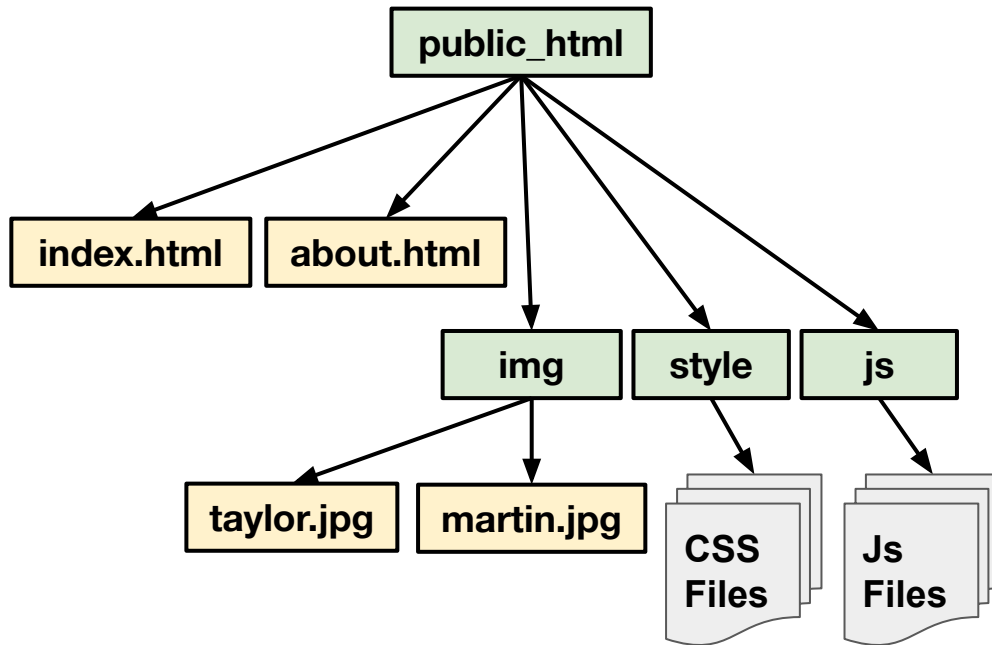 public_html
index.html
about.html
img
style
js
taylor.jpg
martin.jpg
CSS
Files
Js
Files